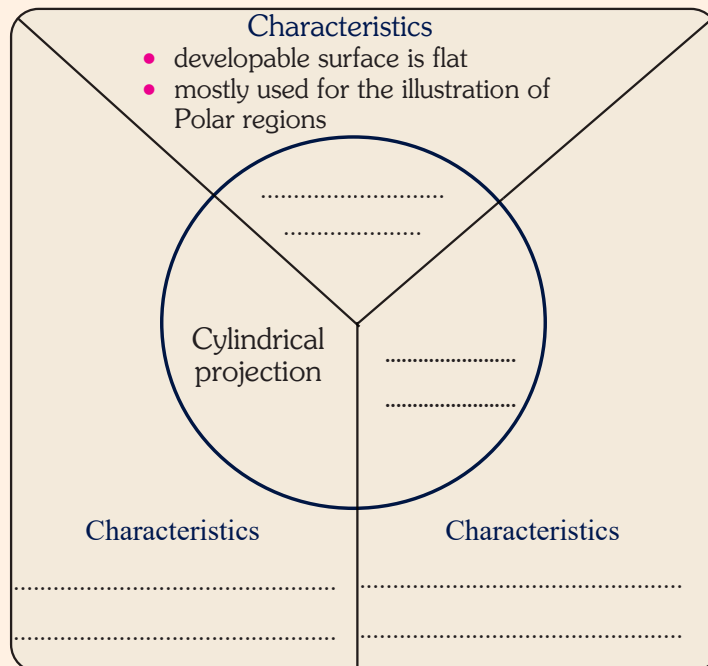 Characteristics
• developable surface is flat
• mostly used for the illustration of
Polar regions
..............................
......................
Cylindrical
projection
......................
......................
Characteristics
......................................................
......................................................
Characteristics
......................................................
......................................................